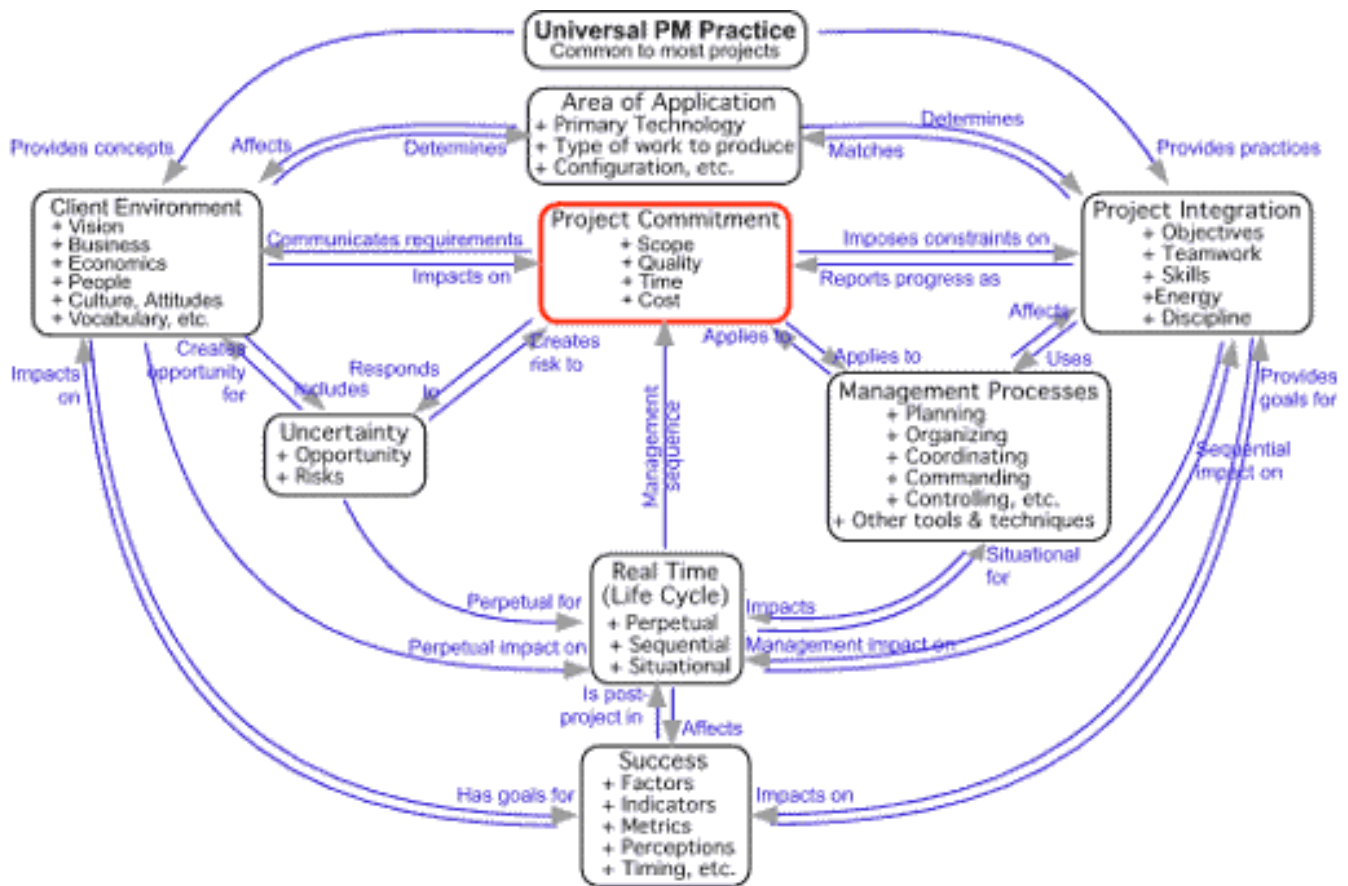 Universal PM Practice
Common to most projects
Area of Application
+ Primary Technology
+ Type of work to produce
+ Configuration, etc.
Provides concepts
Affects
Determines
Determines
Matches
Provides practices
Client Environment
+ Vision
+ Business
+ Economics
+ People
+ Culture, Attitudes
+ Vocabulary, etc.
Communicates requirements
Impacts on
Project Commitment
+ Scope
+ Quality
+ Time
+ Cost
Imposes constraints on
Reports progress as
Project Integration
+ Objectives
+ Teamwork
+ Skills
+Energy
+ Discipline
Impacts
on
Creates
opportunity
for
includes
Responds
to
Creates
risk to
Applies to
Applies to
Affects
Uses
Provides
goals for
Uncertainty
+ Opportunity
+ Risks
Management
sequence
Management Processes
+ Planning
+ Organizing
+ Coordinating
+ Commanding
+ Controlling, etc.
+ Other tools & techniques
Sequential
impact on
Situational
for
Real Time
(Life Cycle)
+ Perpetual
+ Sequential
+ Situational
Perpetual for
Perpetual impact on
Impacts
Management impact on
Is post-
project in
Affects
Success
+ Factors
+ Indicators
+ Metrics
+ Perceptions
+ Timing, etc.
Has goals for
Impacts on